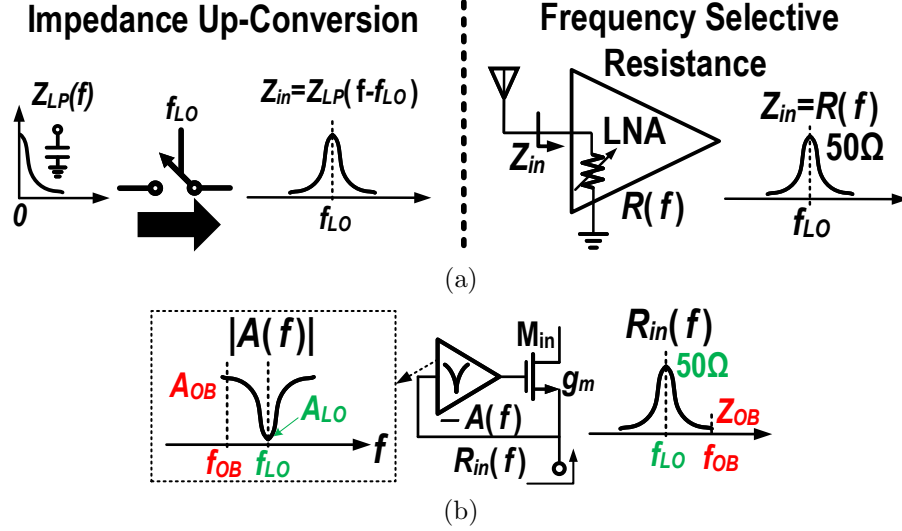 Impedance Up-Conversion
Frequency Selective
Resistance
Z_LP(f)
f_LO
Z_in=Z_LP(f-f_LO)
0
f_LO
LNA
Z_in
R(f)
Z_in=R(f)
50Ω
f_LO
(a)
|A(f)|
A_OB
A_LO
f_OB
f_LO
f
M_in
g_m
−A(f)
R_in(f)
R_in(f)
50Ω
Z_OB
f_LO
f_OB
(b)